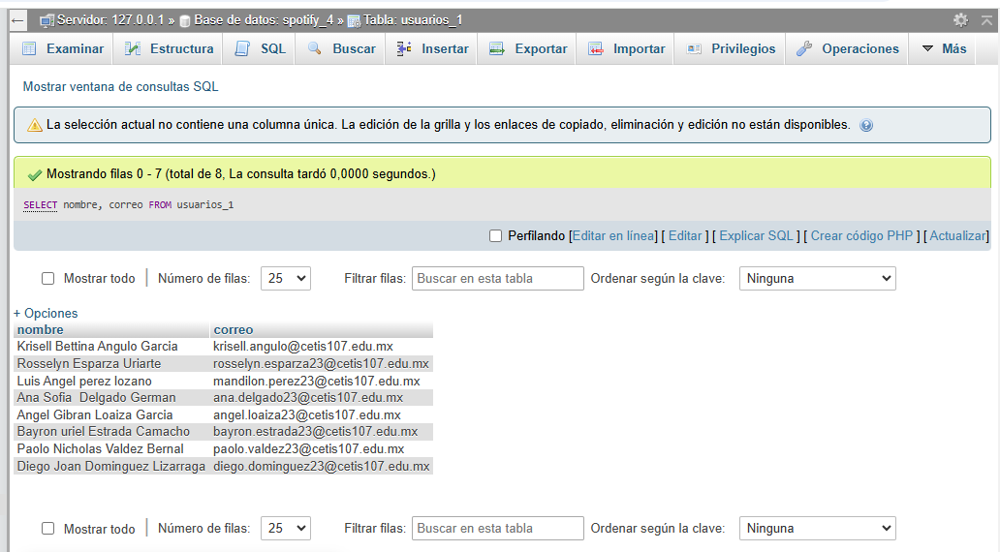 ← Servidor: 127.0.0.1 » Base de datos: spotify_4 » Tabla: usuarios_1
Examinar Estructura SQL Buscar Insertar Exportar Importar Privilegios Operaciones Más
Mostrar ventana de consultas SQL
La selección actual no contiene una columna única. La edición de la grilla y los enlaces de copiado, eliminación y edición no están disponibles.
Mostrando filas 0 - 7 (total de 8, La consulta tardó 0,0000 segundos.)
SELECT nombre, correo FROM usuarios_1
Perfilando [Editar en línea] [ Editar ] [ Explicar SQL ] [ Crear código PHP ] [ Actualizar]
Mostrar todo Número de filas: 25 Filtrar filas: Buscar en esta tabla Ordenar según la clave: Ninguna
+ Opciones
nombre correo
Krisell Bettina Angulo Garcia krisell.angulo@cetis107.edu.mx
Rosselyn Esparza Uriarte rosselyn.esparza23@cetis107.edu.mx
Luis Angel perez lozano mandilon.perez23@cetis107.edu.mx
Ana Sofia  Delgado German ana.delgado23@cetis107.edu.mx
Angel Gibran Loaiza Garcia angel.loaiza23@cetis107.edu.mx
Bayron uriel Estrada Camacho bayron.estrada23@cetis107.edu.mx
Paolo Nicholas Valdez Bernal paolo.valdez23@cetis107.edu.mx
Diego Joan Dominguez Lizarraga diego.dominguez23@cetis107.edu.mx
Mostrar todo Número de filas: 25 Filtrar filas: Buscar en esta tabla Ordenar según la clave: Ninguna